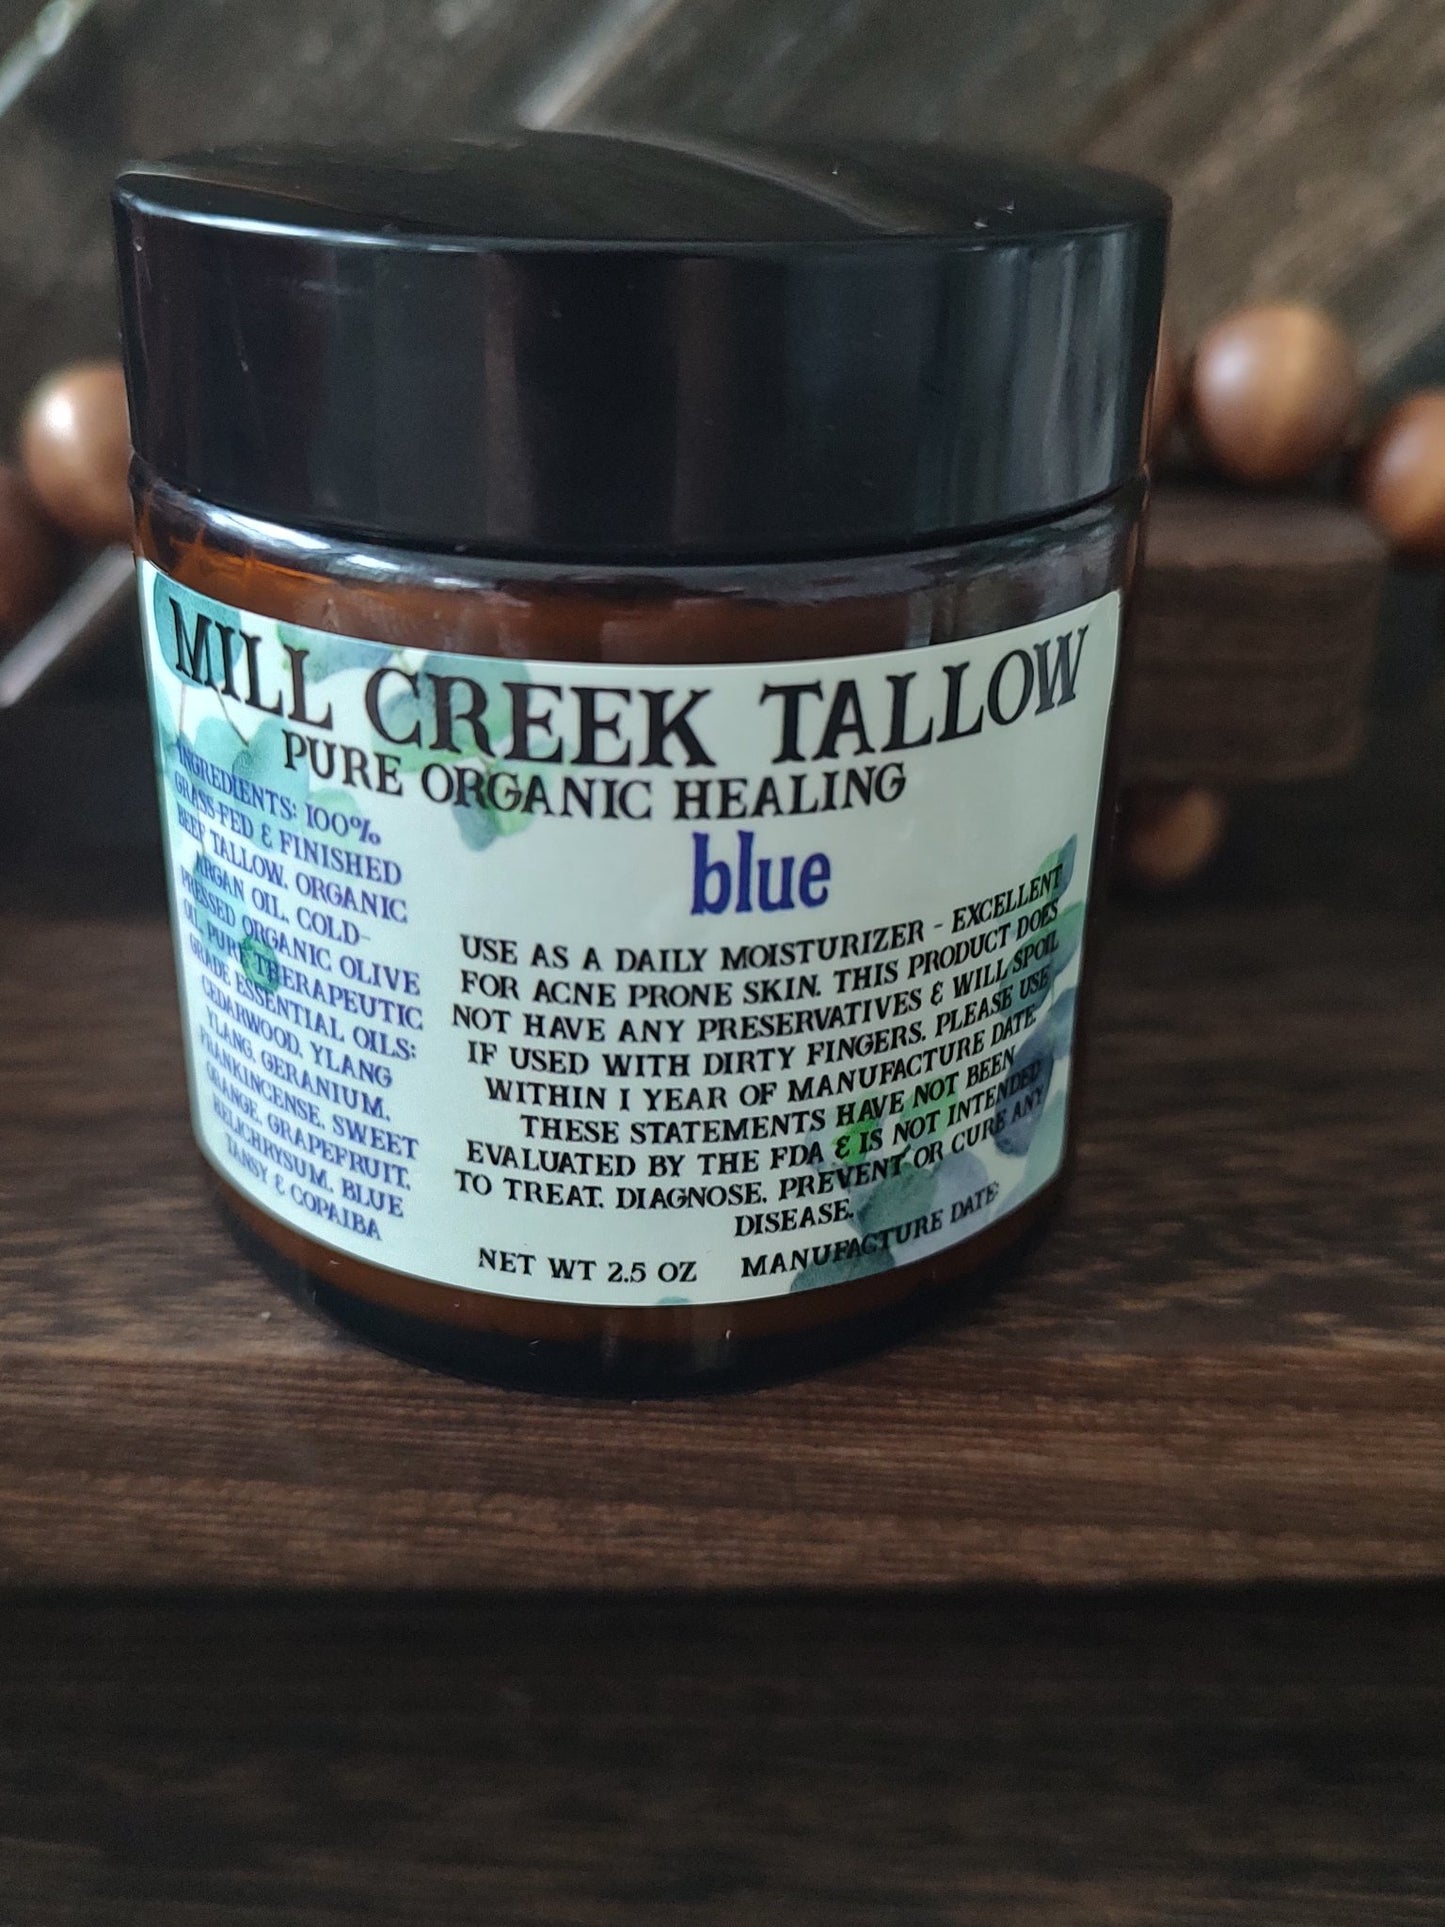 MILL CREEK TALLOW
PURE ORGANIC HEALING
blue
INGREDIENTS: 100%
GRASS-FED & FINISHED
BEEF TALLOW, ORGANIC
ARGAN OIL, COLD-
PRESSED ORGANIC OLIVE
OIL, PURE THERAPEUTIC
GRADE ESSENTIAL OILS:
CEDARWOOD, YLANG
YLANG, GERANIUM,
FRANKINCENSE, SWEET
ORANGE, GRAPEFRUIT,
HELICHRYSUM, BLUE
TANSY & COPAIBA
USE AS A DAILY MOISTURIZER - EXCELLENT
FOR ACNE PRONE SKIN. THIS PRODUCT DOES
NOT HAVE ANY PRESERVATIVES & WILL SPOIL
IF USED WITH DIRTY FINGERS. PLEASE USE
WITHIN 1 YEAR OF MANUFACTURE DATE.
THESE STATEMENTS HAVE NOT BEEN
EVALUATED BY THE FDA & IS NOT INTENDED
TO TREAT, DIAGNOSE, PREVENT OR CURE ANY
DISEASE.
NET WT 2.5 OZ MANUFACTURE DATE